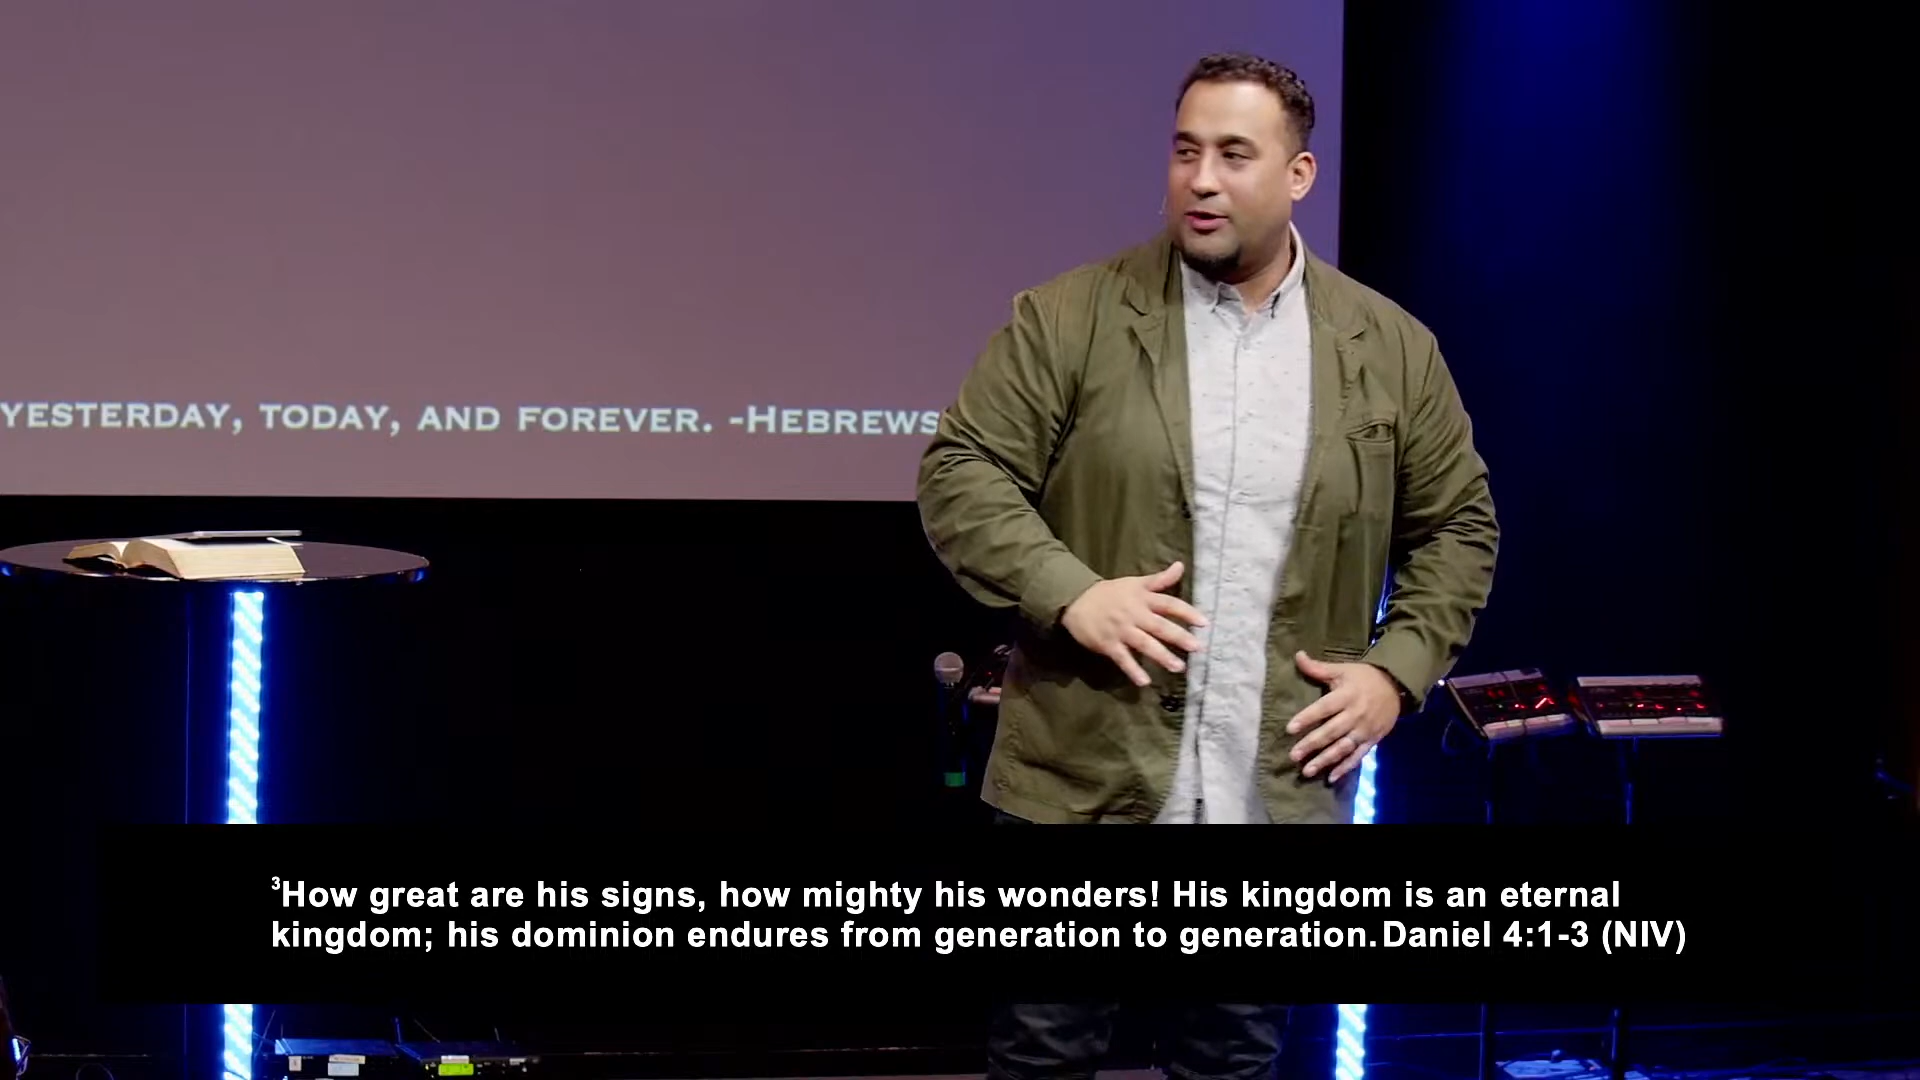 YESTERDAY, TODAY, AND FOREVER. -HEBREWS
³How great are his signs, how mighty his wonders! His kingdom is an eternal
kingdom; his dominion endures from generation to generation. Daniel 4:1-3 (NIV)